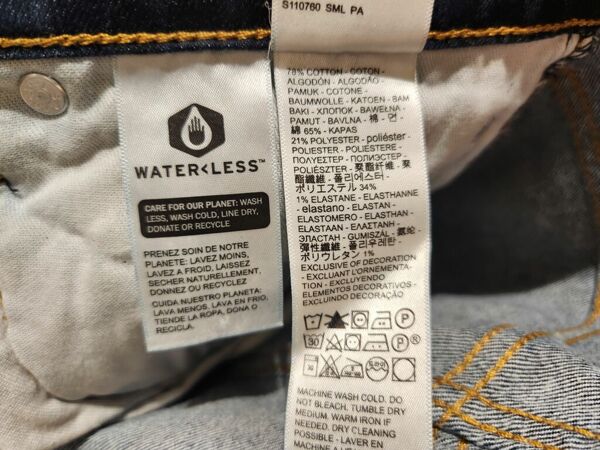 S110760 SML PA
WATER<LESS™
CARE FOR OUR PLANET: WASH
LESS, WASH COLD, LINE DRY,
DONATE OR RECYCLE
PRENEZ SOIN DE NOTRE
PLANETE: LAVEZ MOINS,
LAVEZ A FROID, LAISSEZ
SECHER NATURELLEMENT,
DONNEZ OU RECYCLEZ
CUIDA NUESTRO PLANETA:
LAVA MENOS. LAVA EN FRIO,
TIENDE LA ROPA, DONA O
RECICLA.
78% COTTON - COTON -
ALGODÓN - ALGODÃO -
PAMUK - COTONE -
BAUMWOLLE - KATOEN - ВАМ
BAKI - ХЛОПОК - BAWEŁNA -
PAMUT - BAVLNA - 棉 - 면 -
綿 65% - KAPAS
21% POLYESTER - poliéster -
POLIESTER - POLIESTERE -
ΠΟΛΥΕΣΤΕΡ - ПОЛИЭСТЕР -
POLIÉSZTER - 聚酯纖維 - 聚
酯纖維 - 폴리에스터 -
ポリエステル 34%
1% ELASTANE - ELASTHANNE
- elastano - ELASTAN -
ELASTOMERO - ELASTHAN -
ELASTAAN - ΕΛΑΣΤΑΝ -
ЭЛАСТАН - GUMISZÁL -
彈性纖維 - 폴리우레탄 -
ポリウレタン 1%
EXCLUSIVE OF DECORATION
- EXCLUANT L'ORNEMENTA-
TION - EXCLUYENDO
ELEMENTOS DECORATIVOS -
EXCLUINDO DECORAÇÃO
P
30
P
MACHINE WASH COLD. DO
NOT BLEACH. TUMBLE DRY
MEDIUM. WARM IRON IF
NEEDED. DRY CLEANING
POSSIBLE - LAVER EN